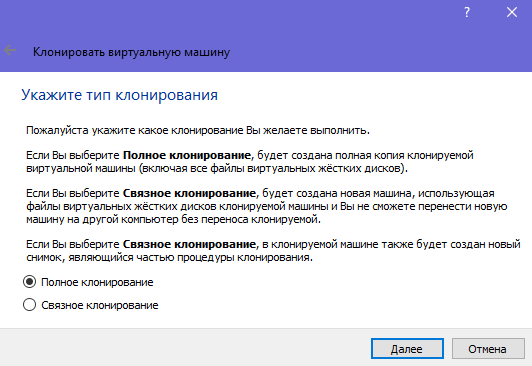 ?
Клонировать виртуальную машину
Укажите тип клонирования
Пожалуйста укажите какое клонирование Вы желаете выполнить.
Если Вы выберите Полное клонирование, будет создана полная копия клонируемой
виртуальной машины (включая все файлы виртуальных жёстких дисков).
Если Вы выберите Связное клонирование, будет создана новая машина, использующая
файлы виртуальных жёстких дисков клонируемой машины и Вы не сможете перенести новую
машину на другой компьютер без переноса клонируемой.
Если Вы выберите Связное клонирование, в клонируемой машине также будет создан новый
снимок, являющийся частью процедуры клонирования.
Полное клонирование
Связное клонирование
Далее
Отмена